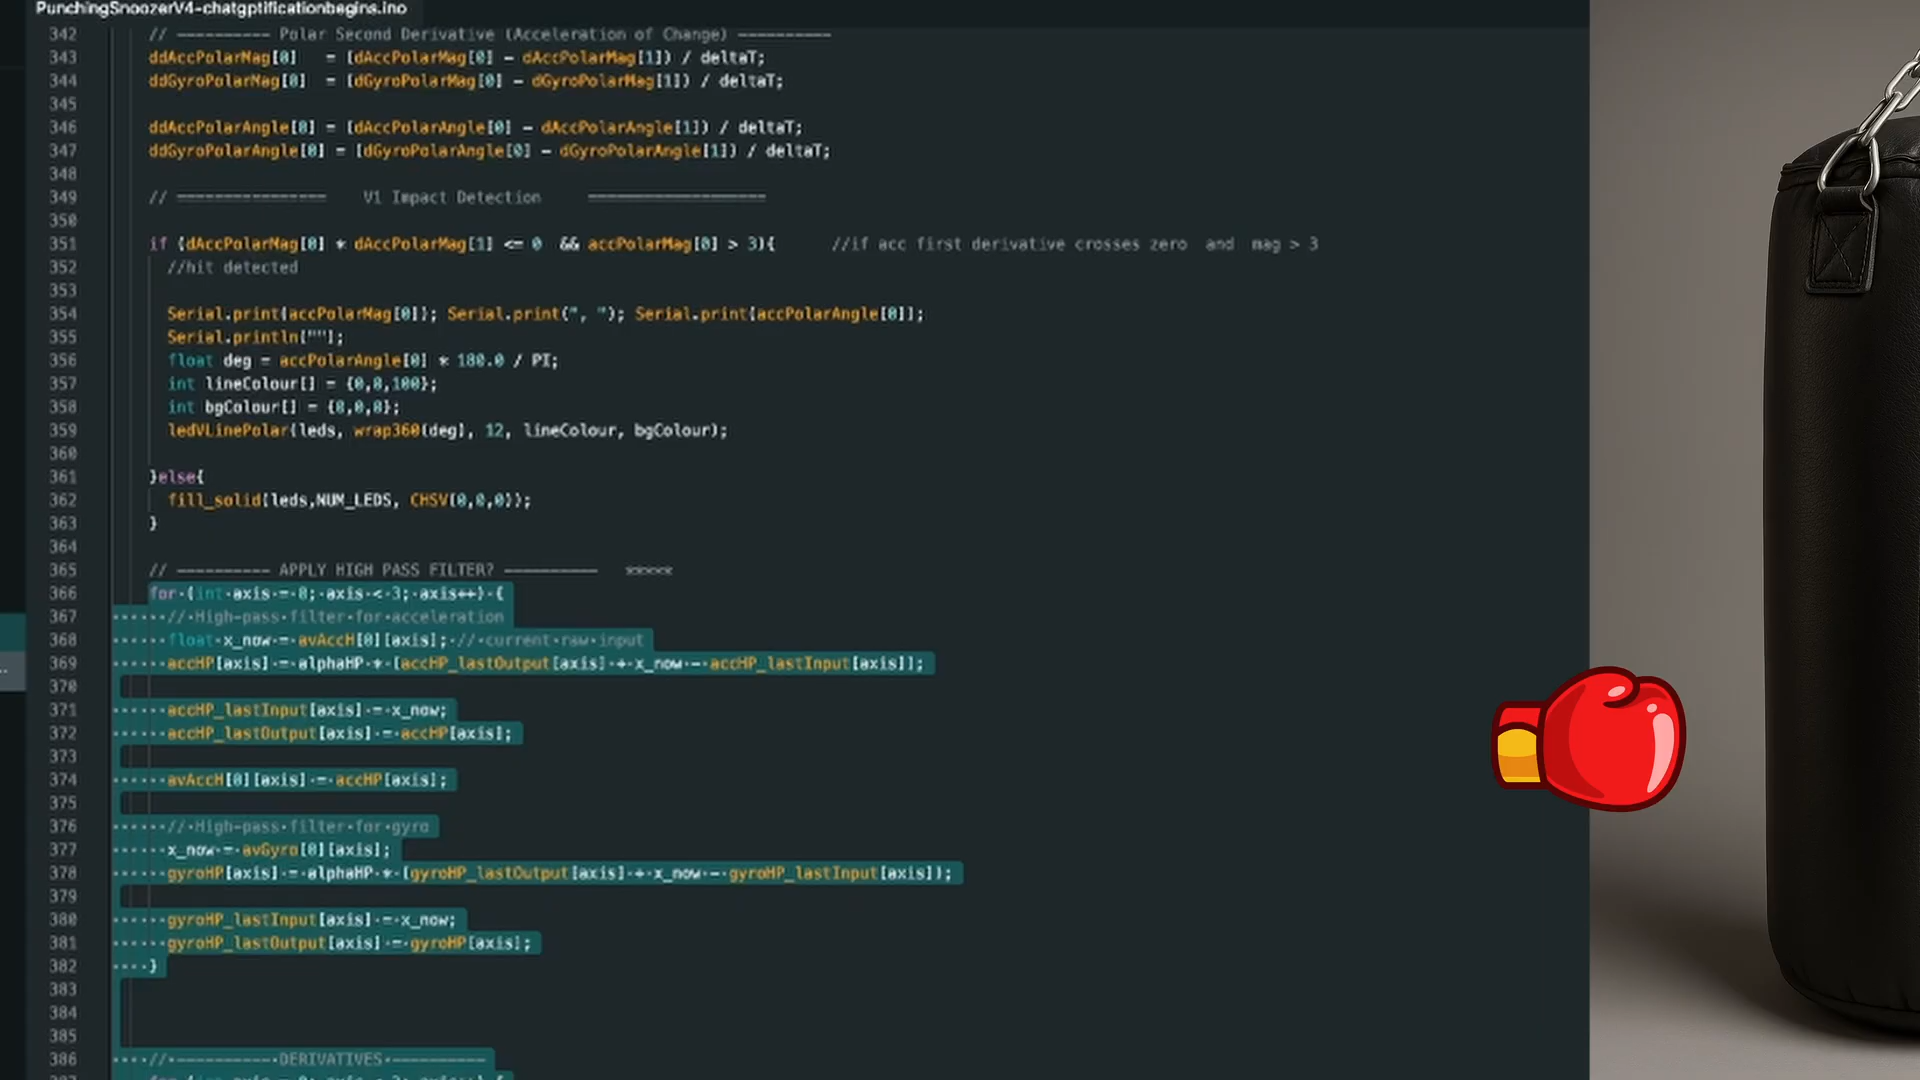 PunchingSnoozerV4-chatgptificationbegins.ino
342 // ---------- Polar Second Derivative (Acceleration of Change) ----------
343 ddAccPolarMag[0] = (dAccPolarMag[0] - dAccPolarMag[1]) / deltaT;
344 ddGyroPolarMag[0] = (dGyroPolarMag[0] - dGyroPolarMag[1]) / deltaT;
345
346 ddAccPolarAngle[0] = (dAccPolarAngle[0] - dAccPolarAngle[1]) / deltaT;
347 ddGyroPolarAngle[0] = (dGyroPolarAngle[0] - dGyroPolarAngle[1]) / deltaT;
348
349 // ---------------- V1 Impact Detection -------------------
350
351 if (dAccPolarMag[0] * dAccPolarMag[1] <= 0 && accPolarMag[0] > 3){ //if acc first derivative crosses zero and mag > 3
352 //hit detected
353
354 Serial.print(accPolarMag[0]); Serial.print(", "); Serial.print(accPolarAngle[0]);
355 Serial.println("");
356 float deg = accPolarAngle[0] * 180.0 / PI;
357 int lineColour[] = {0,0,100};
358 int bgColour[] = {0,0,0};
359 ledVLinePolar(leds, wrap360(deg), 12, lineColour, bgColour);
360
361 }else{
362 fill_solid(leds,NUM_LEDS, CHSV(0,0,0));
363 }
364
365 // ---------- APPLY HIGH PASS FILTER? ---------- *****
366 for (int axis = 0; axis < 3; axis++) {
367 // High-pass filter for acceleration
368 float x_now = avAccH[0][axis]; // current raw input
369 accHP[axis] = alphaHP * (accHP_lastOutput[axis] + x_now - accHP_lastInput[axis]);
370
371 accHP_lastInput[axis] = x_now;
372 accHP_lastOutput[axis] = accHP[axis];
373
374 avAccH[0][axis] = accHP[axis];
375
376 // High-pass filter for gyro
377 x_now = avGyro[0][axis];
378 gyroHP[axis] = alphaHP * (gyroHP_lastOutput[axis] + x_now - gyroHP_lastInput[axis]);
379
380 gyroHP_lastInput[axis] = x_now;
381 gyroHP_lastOutput[axis] = gyroHP[axis];
382 }
383
384
385
386 // ---------- DERIVATIVES ----------